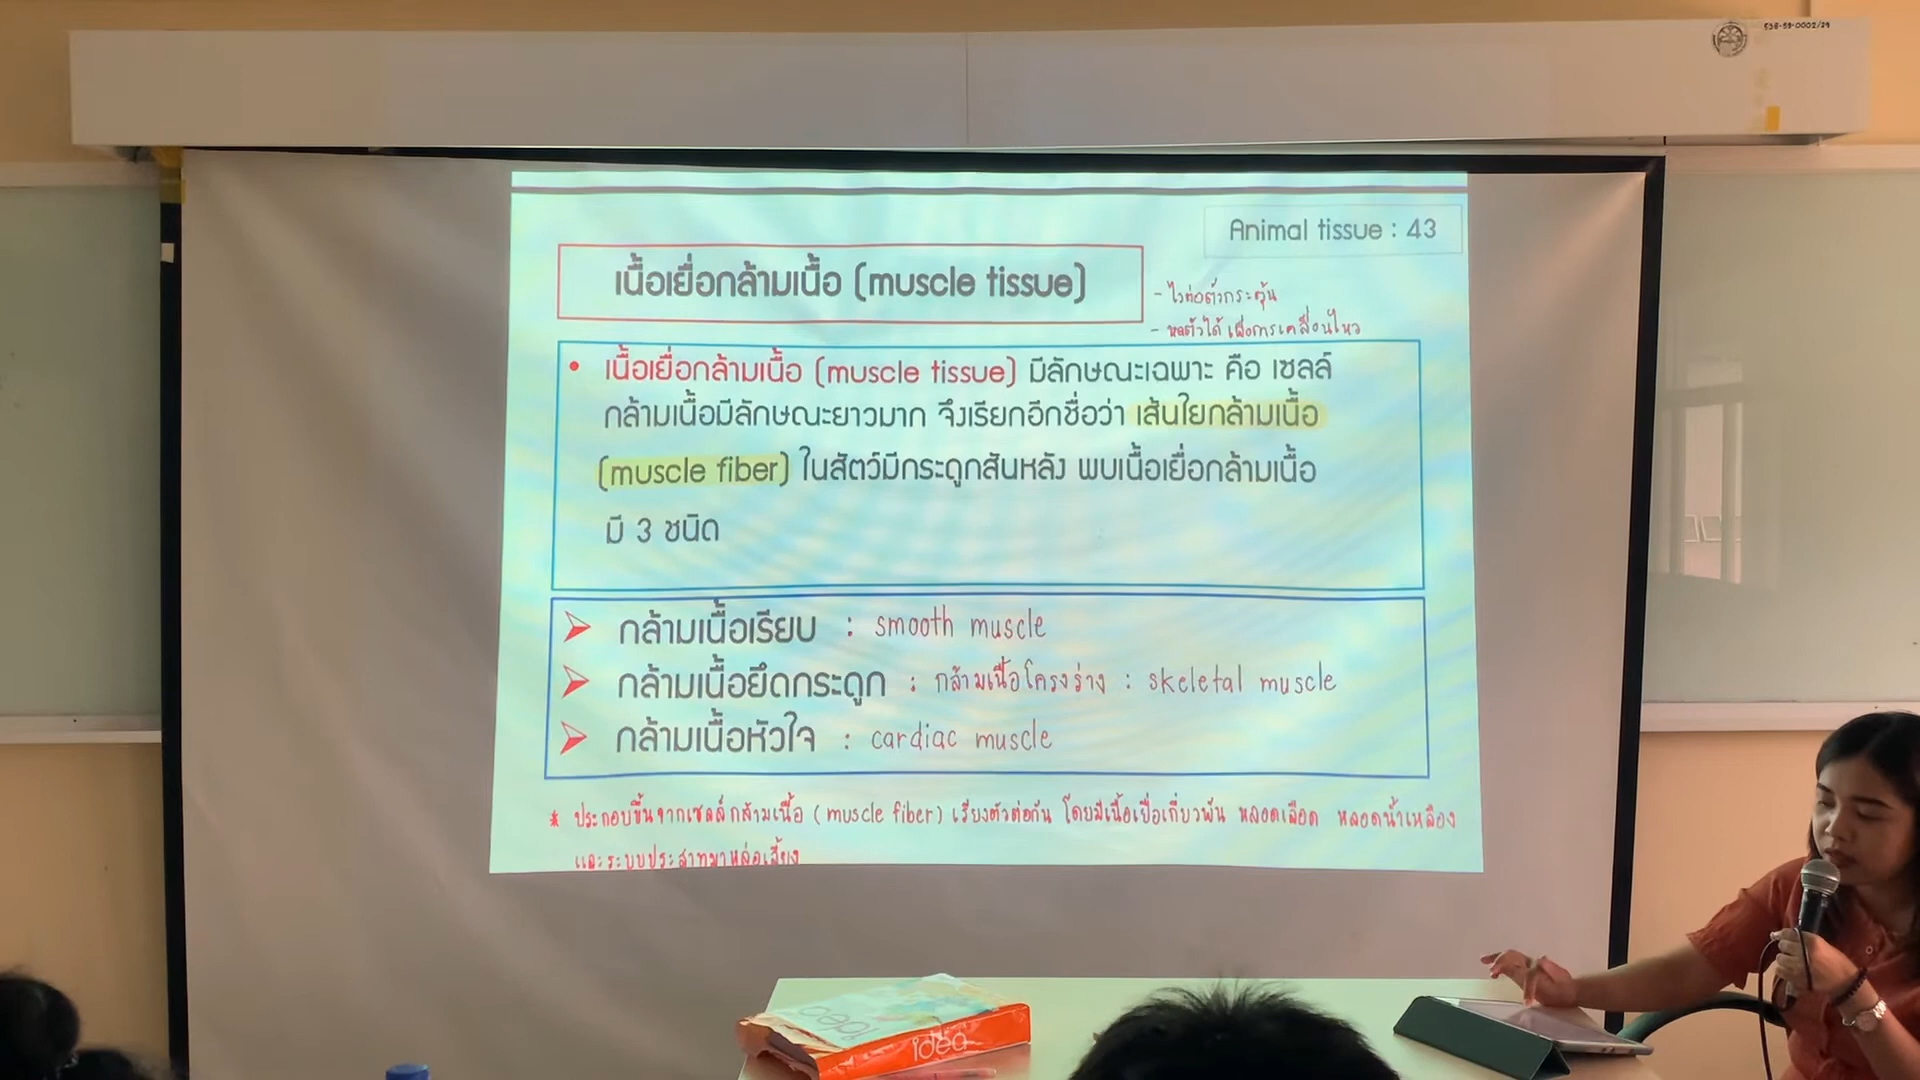 536-59-0002/29
Animal tissue : 43
เนื้อเยื่อกล้ามเนื้อ (muscle tissue)
- ไวต่อตัวกระตุ้น
- หดตัวได้ เพื่อการเคลื่อนไหว
• เนื้อเยื่อกล้ามเนื้อ (muscle tissue) มีลักษณะเฉพาะ คือ เซลล์
กล้ามเนื้อมีลักษณะยาวมาก จึงเรียกอีกชื่อว่า เส้นใยกล้ามเนื้อ
(muscle fiber) ในสัตว์มีกระดูกสันหลัง พบเนื้อเยื่อกล้ามเนื้อ
มี 3 ชนิด
กล้ามเนื้อเรียบ : smooth muscle
กล้ามเนื้อยึดกระดูก : กล้ามเนื้อโครงร่าง : skeletal muscle
กล้ามเนื้อหัวใจ : cardiac muscle
* ประกอบขึ้นจากเซลล์กล้ามเนื้อ (muscle fiber) เรียงตัวต่อกัน โดยมีเนื้อเยื่อเกี่ยวพัน หลอดเลือด หลอดน้ำเหลือง
และระบบประสาทมาหล่อเลี้ยง
idea
idea